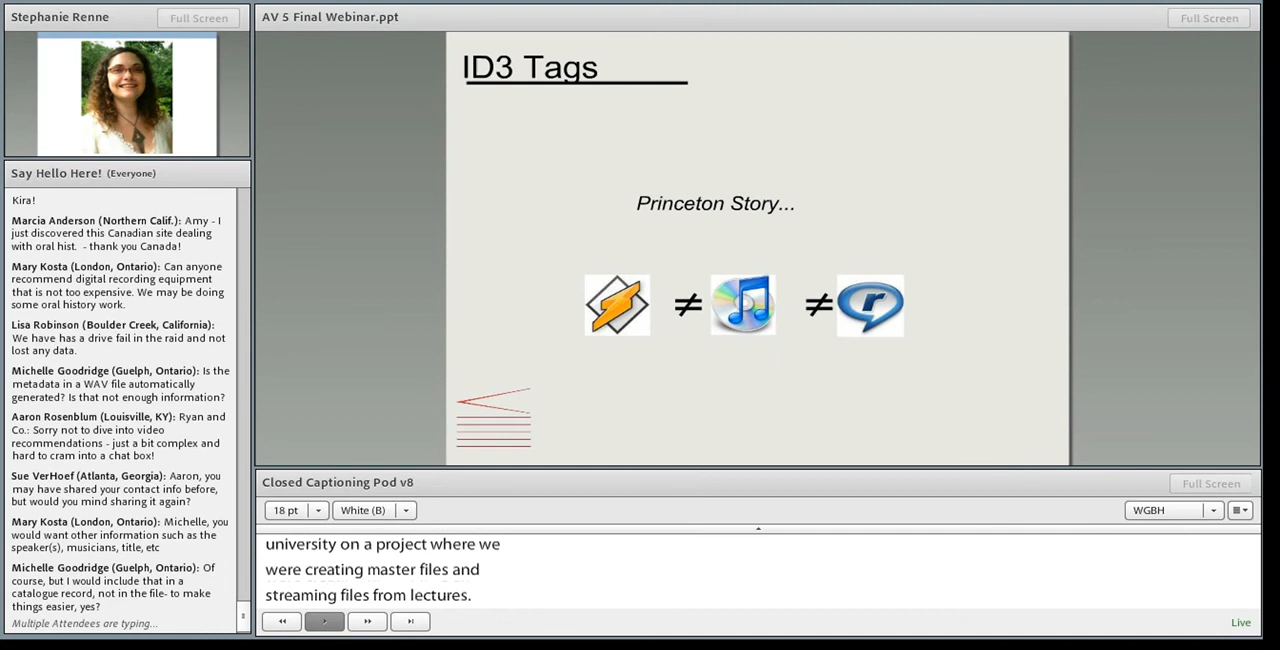 Stephanie Renne
Full Screen
Say Hello Here! (Everyone)
Kira!
Marcia Anderson (Northern Calif.): Amy - I
just discovered this Canadian site dealing
with oral hist. - thank you Canada!
Mary Kosta (London, Ontario): Can anyone
recommend digital recording equipment
that is not too expensive. We may be doing
some oral history work.
Lisa Robinson (Boulder Creek, California):
We have has a drive fail in the raid and not
lost any data.
Michelle Goodridge (Guelph, Ontario): Is the
metadata in a WAV file automatically
generated? Is that not enough information?
Aaron Rosenblum (Louisville, KY): Ryan and
Co.: Sorry not to dive into video
recommendations - just a bit complex and
hard to cram into a chat box!
Sue VerHoef (Atlanta, Georgia): Aaron, you
may have shared your contact info before,
but would you mind sharing it again?
Mary Kosta (London, Ontario): Michelle, you
would want other information such as the
speaker(s), musicians, title, etc
Michelle Goodridge (Guelph, Ontario): Of
course, but I would include that in a
catalogue record, not in the file- to make
things easier, yes?
Multiple Attendees are typing...
AV 5 Final Webinar.ppt
Full Screen
ID3 Tags
Princeton Story...
≠ ≠ r
Closed Captioning Pod v8
Full Screen
18 pt
White (B)
WGBH
university on a project where we
were creating master files and
streaming files from lectures.
Live